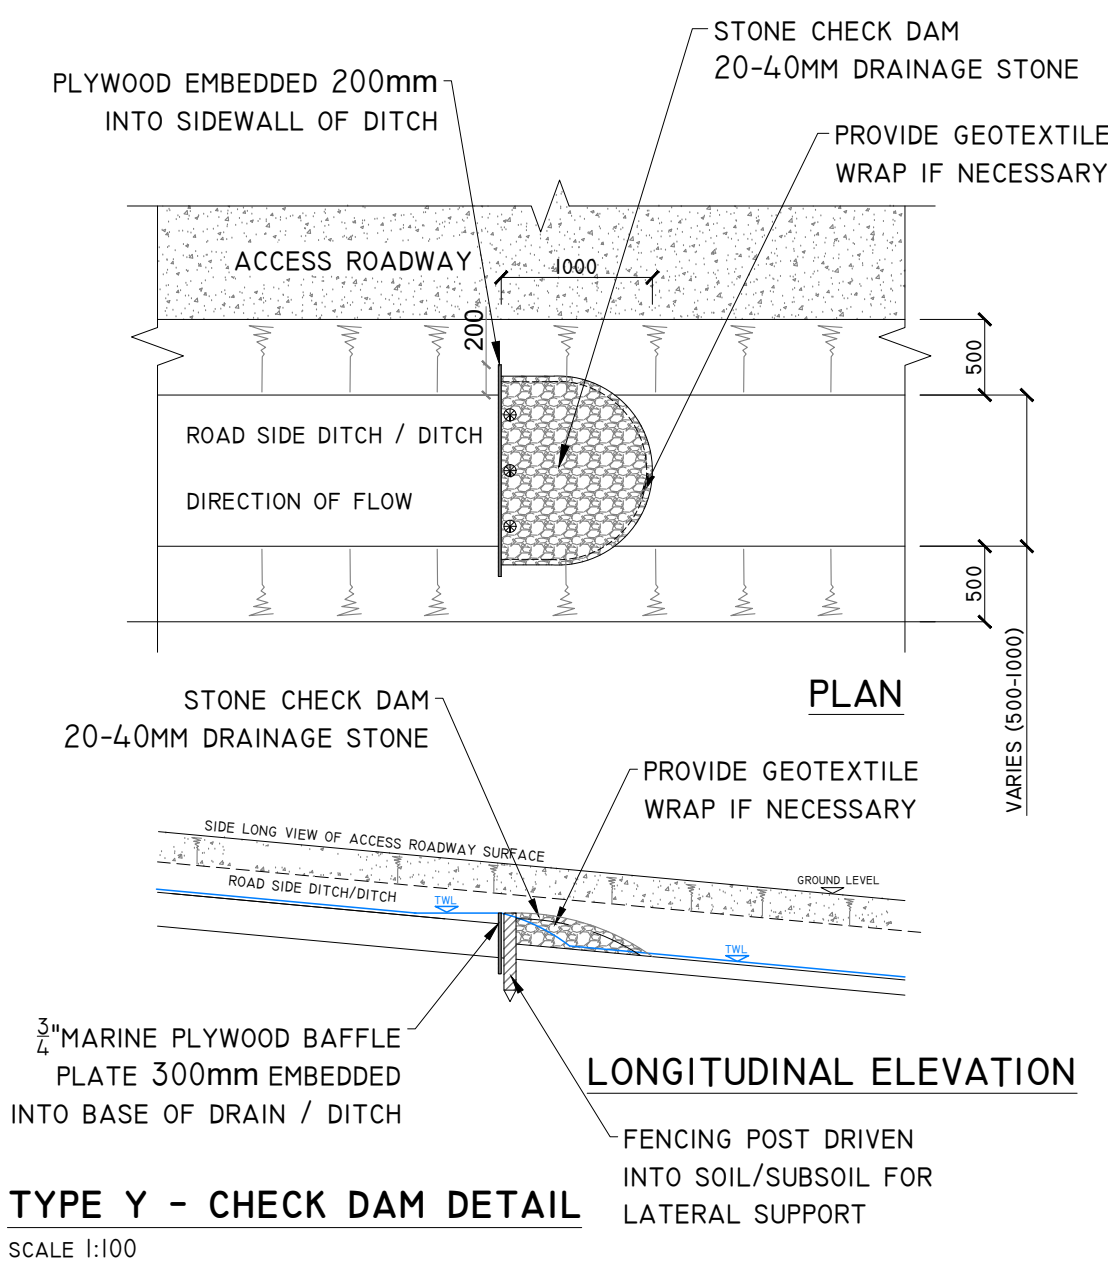 STONE CHECK DAM
20-40MM DRAINAGE STONE
PLYWOOD EMBEDDED 200mm
INTO SIDEWALL OF DITCH
PROVIDE GEOTEXTILE
WRAP IF NECESSARY
ACCESS ROADWAY
1000
200
500
ROAD SIDE DITCH / DITCH
DIRECTION OF FLOW
500
VARIES (500-1000)
PLAN
STONE CHECK DAM
20-40MM DRAINAGE STONE
PROVIDE GEOTEXTILE
WRAP IF NECESSARY
SIDE LONG VIEW OF ACCESS ROADWAY SURFACE
GROUND LEVEL
ROAD SIDE DITCH/DITCH
TWL
TWL
3/4"MARINE PLYWOOD BAFFLE
PLATE 300mm EMBEDDED
INTO BASE OF DRAIN / DITCH
LONGITUDINAL ELEVATION
FENCING POST DRIVEN
INTO SOIL/SUBSOIL FOR
LATERAL SUPPORT
TYPE Y - CHECK DAM DETAIL
SCALE 1:100